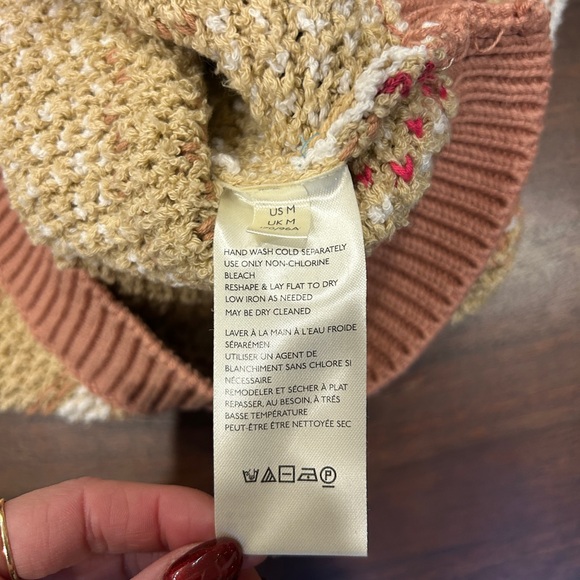 US M
UK M
HAND WASH COLD SEPARATELY
USE ONLY NON-CHLORINE
BLEACH
RESHAPE & LAY FLAT TO DRY
LOW IRON AS NEEDED
MAY BE DRY CLEANED
LAVER À LA MAIN À L'EAU FROIDE
SÉPARÉMEN
UTILISER UN AGENT DE
BLANCHIMENT SANS CHLORE SI
NÉCESSAIRE
REMODELER ET SÉCHER À PLAT
REPASSER, AU BESOIN, À TRÈS
BASSE TEMPÉRATURE
PEUT-ÊTRE ÊTRE NETTOYÉE SEC
P